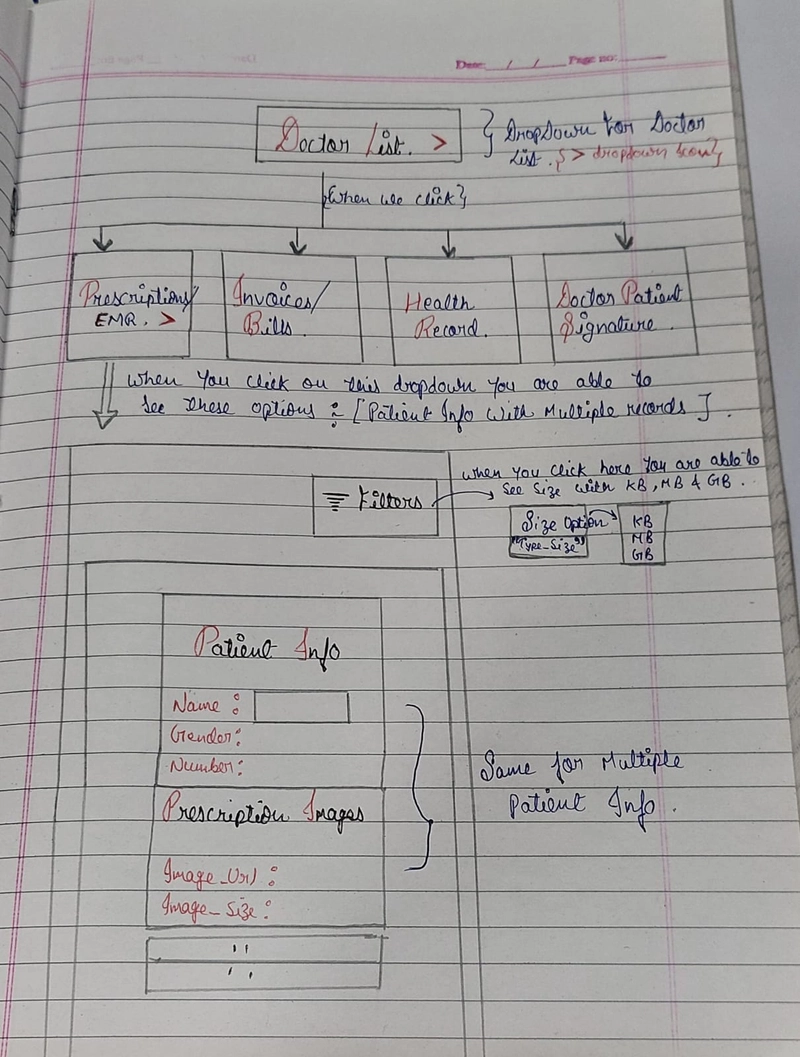 Date: / / Page no:
Doctor List. >
} DropDown for Doctor
List. { > dropdown icon}
{When we click}
Prescriptions/
EMR. >
Invoices/
Bills.
Health
Record.
Doctor Patient
Signature.
when you click on this dropdown you are able to
See these options :- [Patient Info with Multiple records].
when you click here you are able to
See Size with KB, MB & GB.
Filters
Size Option
"Type_Size"
KB
MB
GB
Patient Info
Name :
Gender:
Number:
Same for Multiple
Patient Info.
Prescription Images
Image_Url :
Image_Size :
''
''